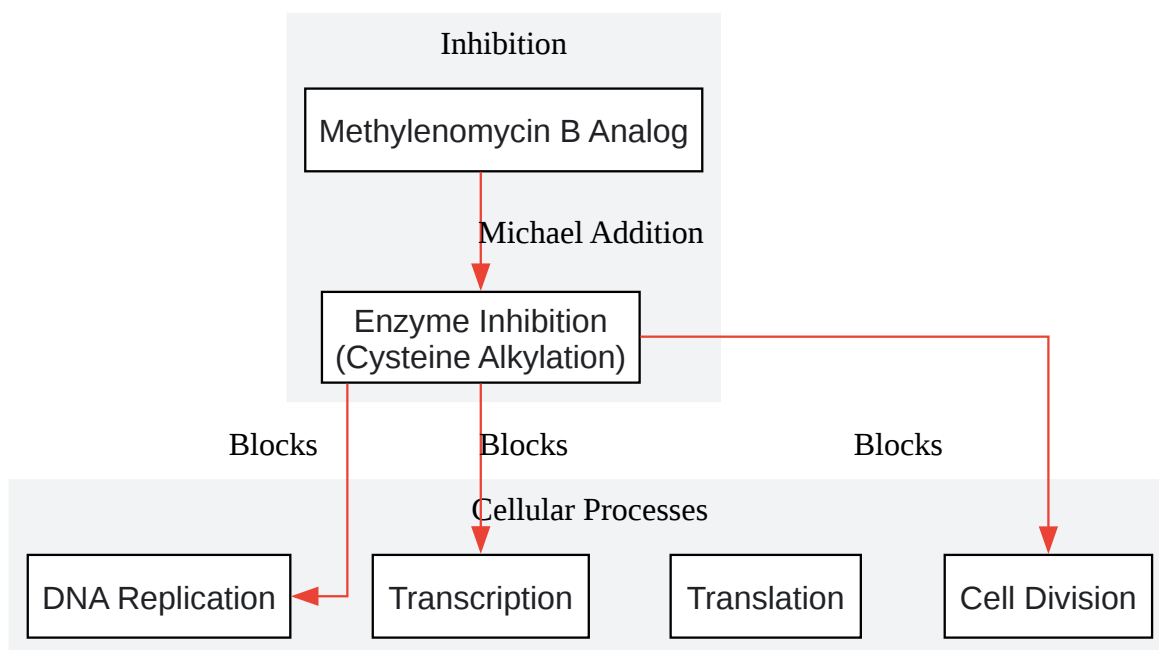 Inhibition
Methylenomycin B Analog
Michael Addition
Enzyme Inhibition
(Cysteine Alkylation)
Blocks
Blocks
Blocks
Cellular Processes
DNA Replication
Transcription
Translation
Cell Division